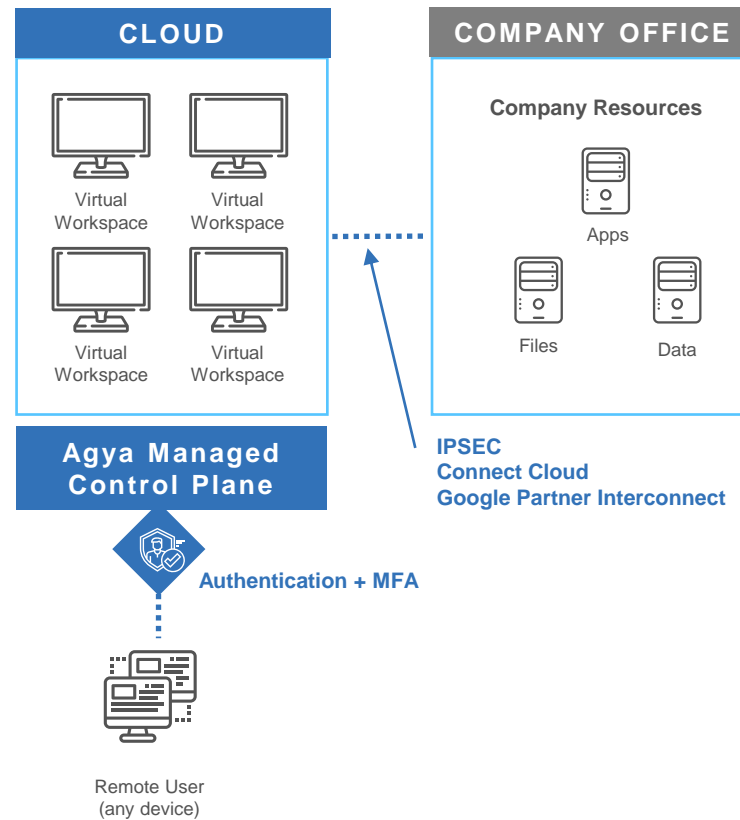 CLOUD
Virtual
Workspace
Virtual
Workspace
Virtual
Workspace
Virtual
Workspace
COMPANY OFFICE
Company Resources
Apps
Files
Data
IPSEC
Connect Cloud
Google Partner Interconnect
Agya Managed
Control Plane
Authentication + MFA
Remote User
(any device)